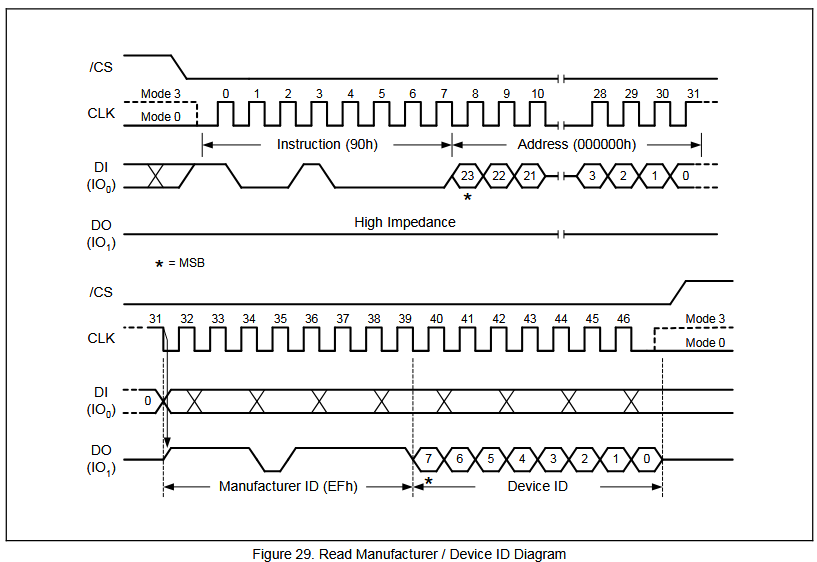 /CS
Mode 3 0 1 2 3 4 5 6 7 8 9 10 28 29 30 31
CLK
Mode 0
Instruction (90h) Address (000000h)
DI
(IO0) 23 22 21 3 2 1 0
*
High Impedance
DO
(IO1)
* = MSB
/CS
31 32 33 34 35 36 37 38 39 40 41 42 43 44 45 46 Mode 3
CLK
Mode 0
DI
(IO0) 0
DO
(IO1) 7 6 5 4 3 2 1 0
*
Manufacturer ID (EFh) Device ID
Figure 29. Read Manufacturer / Device ID Diagram